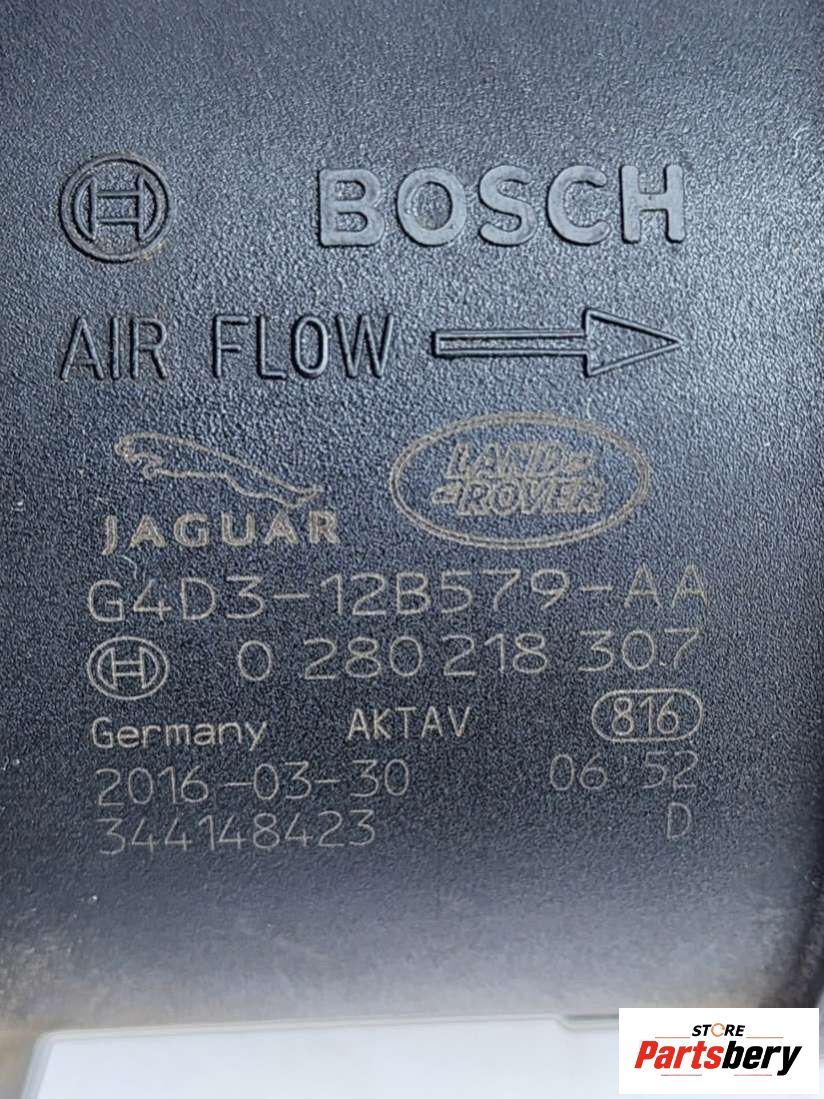 BOSCH
AIR FLOW
JAGUAR
LAND
ROVER
G4D3-12B579-AA
0 280 218 307
Germany AKTAV 816
2016-03-30 06 52
344148423 D
STORE
Partsbery